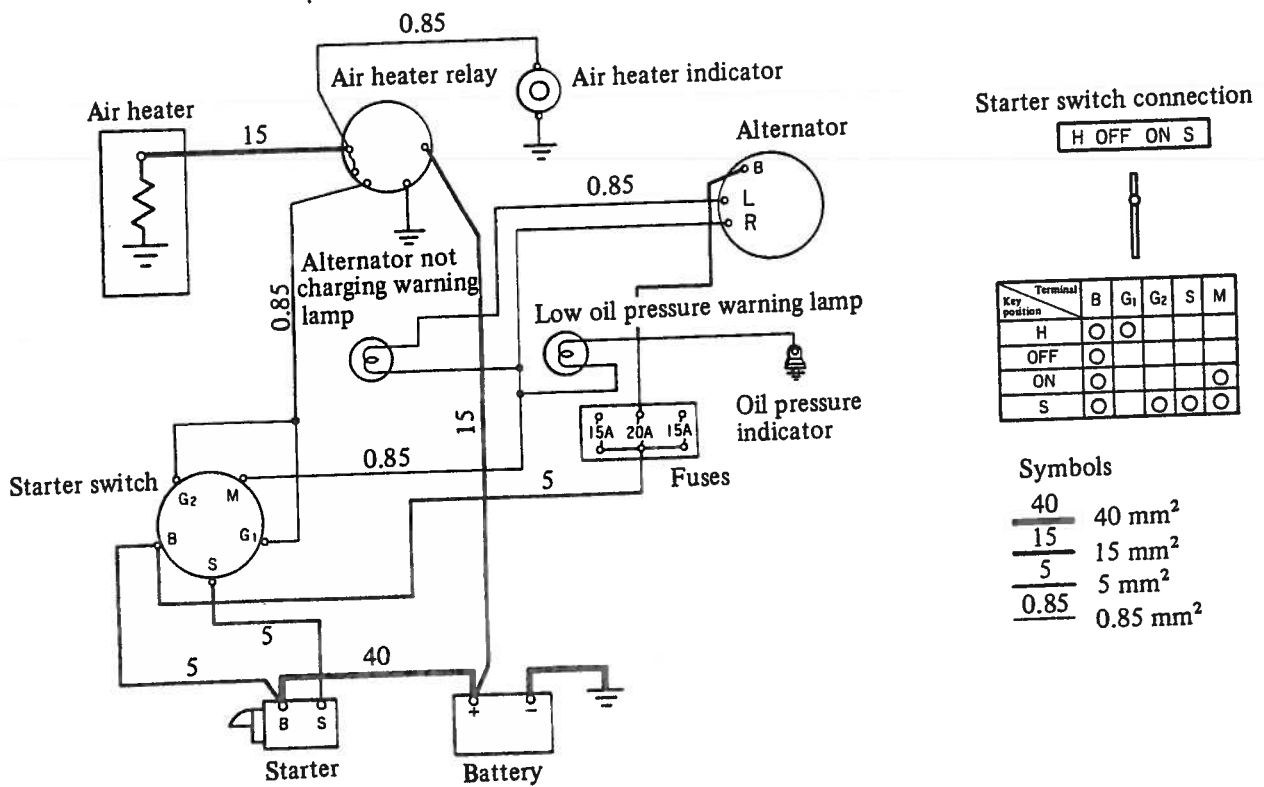 0.85
Air heater relay
Air heater indicator
Air heater
15
Alternator
B
L
R
0.85
Starter switch connection
H OFF ON S
Alternator not
charging warning
lamp
0.85
Low oil pressure warning lamp
Terminal
Key
position
B G1 G2 S M
H
OFF
ON
S
15
15A 20A 15A
Oil pressure
indicator
Fuses
0.85
5
Starter switch
G2 M
B G1
S
Symbols
40 40 mm²
15 15 mm²
5 5 mm²
0.85 0.85 mm²
5
5
40
B S
+ −
Starter
Battery